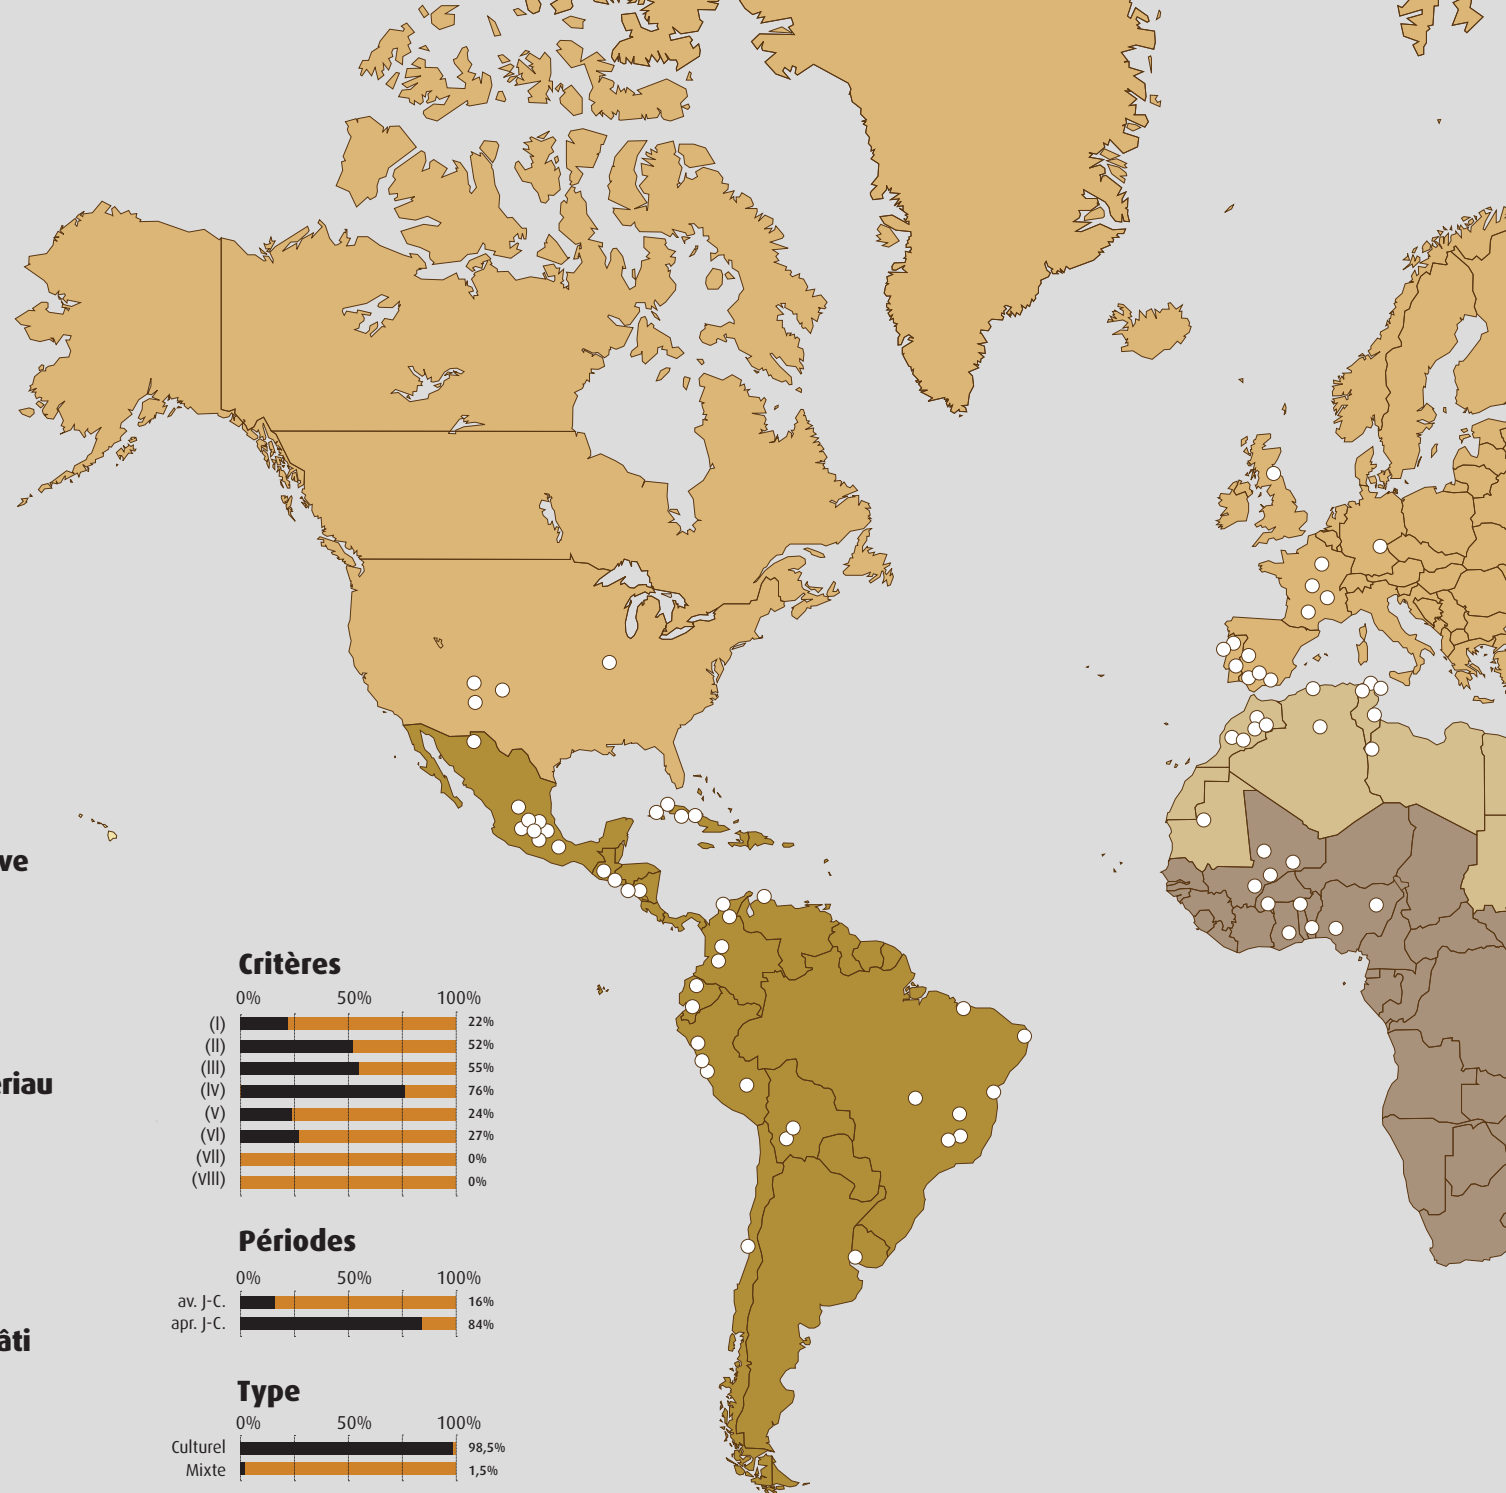 ve
eriau
âti
Critères
0% 50% 100%
(I) 22%
(II) 52%
(III) 55%
(IV) 76%
(V) 24%
(VI) 27%
(VII) 0%
(VIII) 0%
Périodes
0% 50% 100%
av. J-C. 16%
apr. J-C. 84%
Type
0% 50% 100%
Culturel 98,5%
Mixte 1,5%